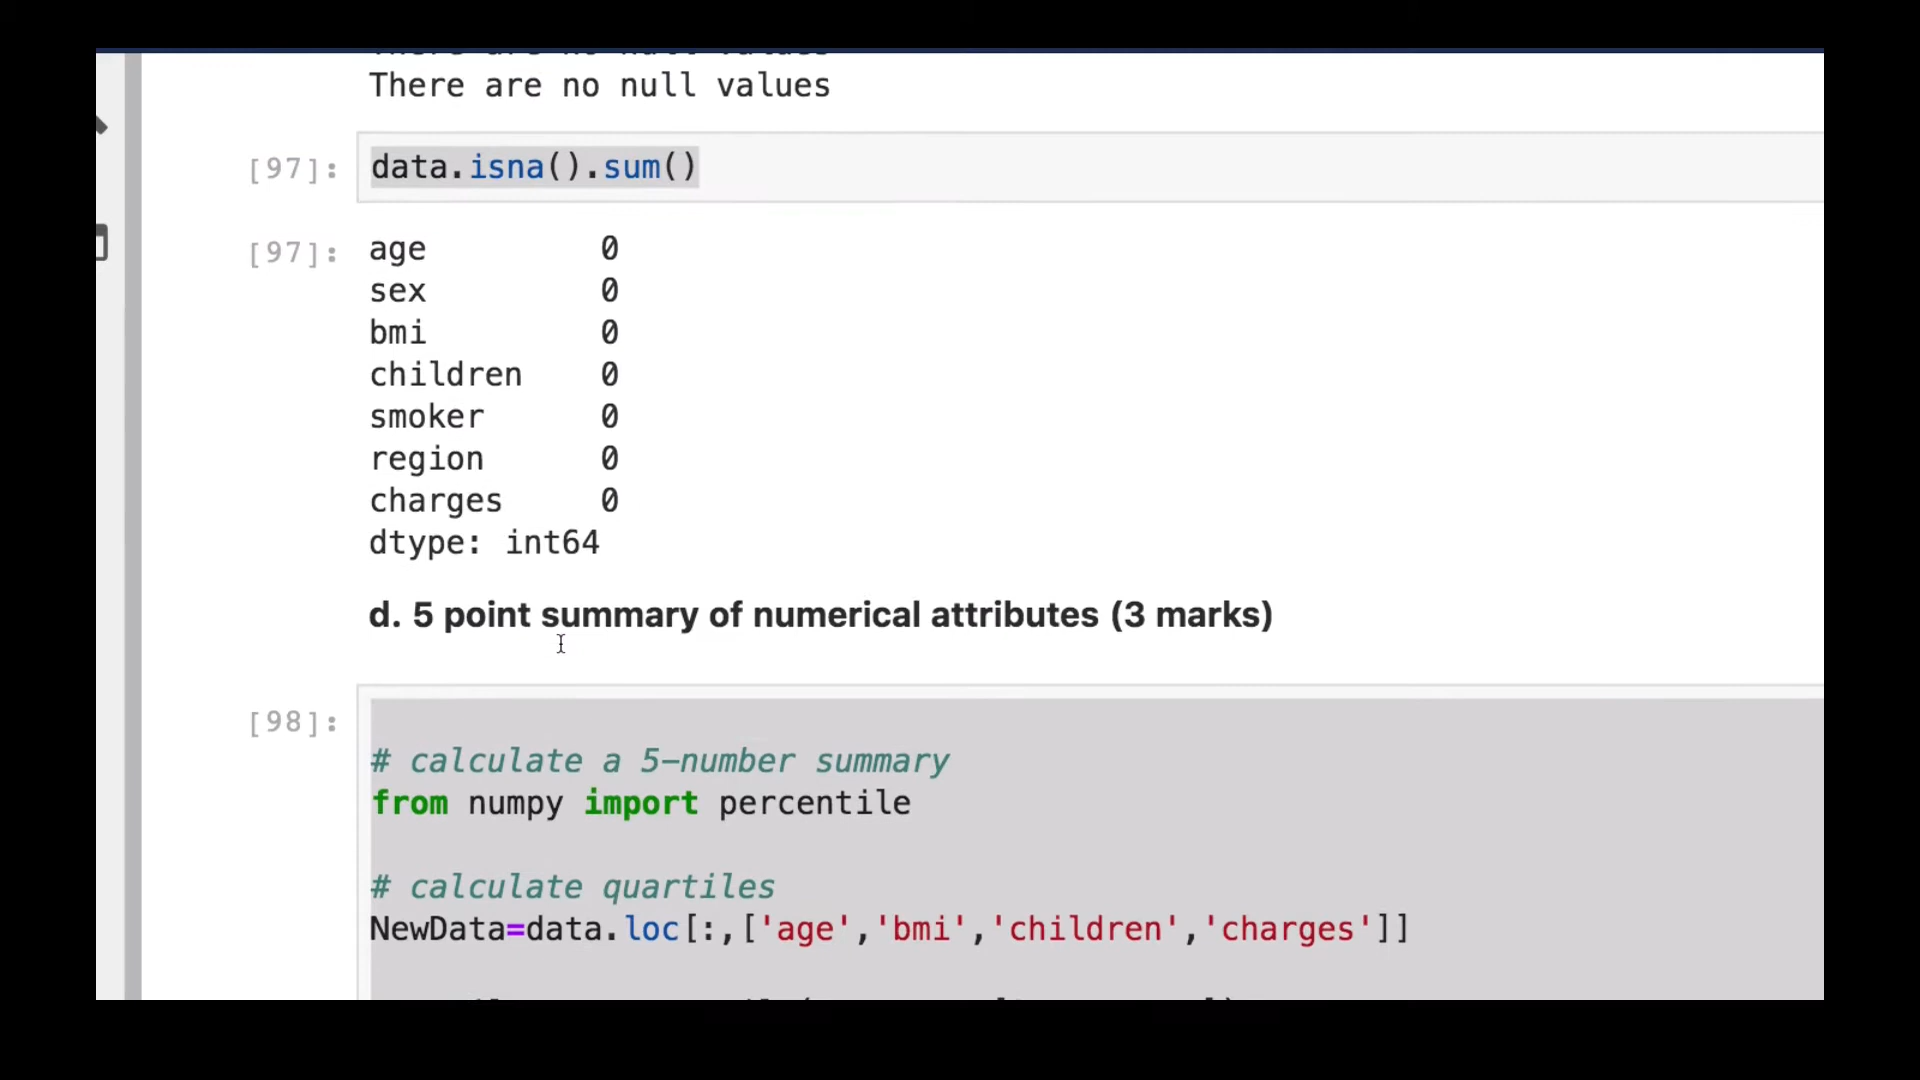 There are no null values
[97]: data.isna().sum()
[97]: age 0
sex 0
bmi 0
children 0
smoker 0
region 0
charges 0
dtype: int64
d. 5 point summary of numerical attributes (3 marks)
[98]:
# calculate a 5-number summary
from numpy import percentile
# calculate quartiles
NewData=data.loc[:,['age','bmi','children','charges']]